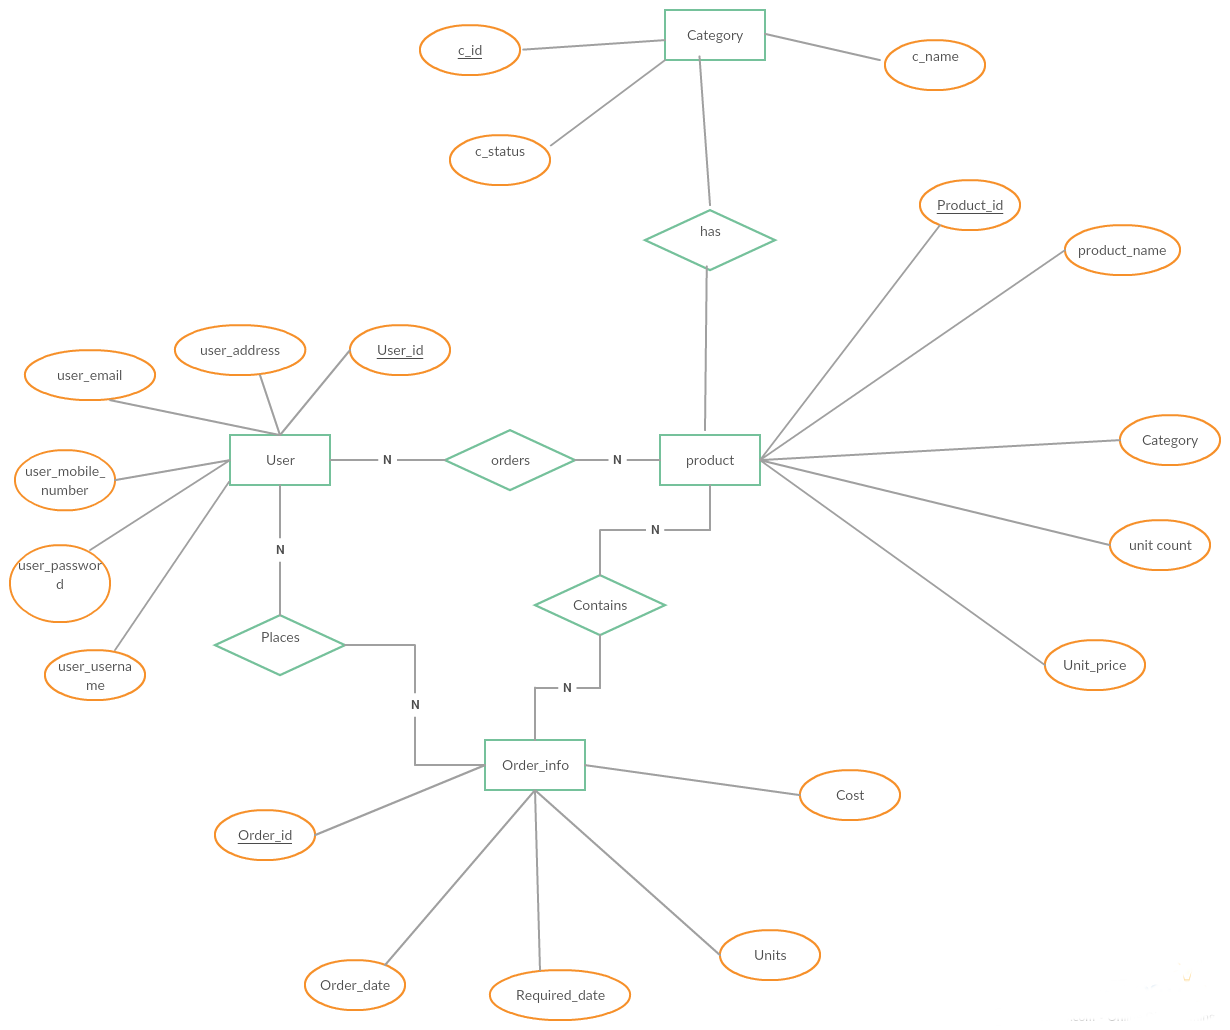 Category
c_id
c_name
c_status
Product_id
has
product_name
User_id
user_address
user_email
Category
User
N
orders
N
product
user_mobile_
number
N
unit count
N
user_passwor
d
Contains
Places
Unit_price
user_userna
me
N
N
Order_info
Cost
Order_id
Units
Order_date
Required_date